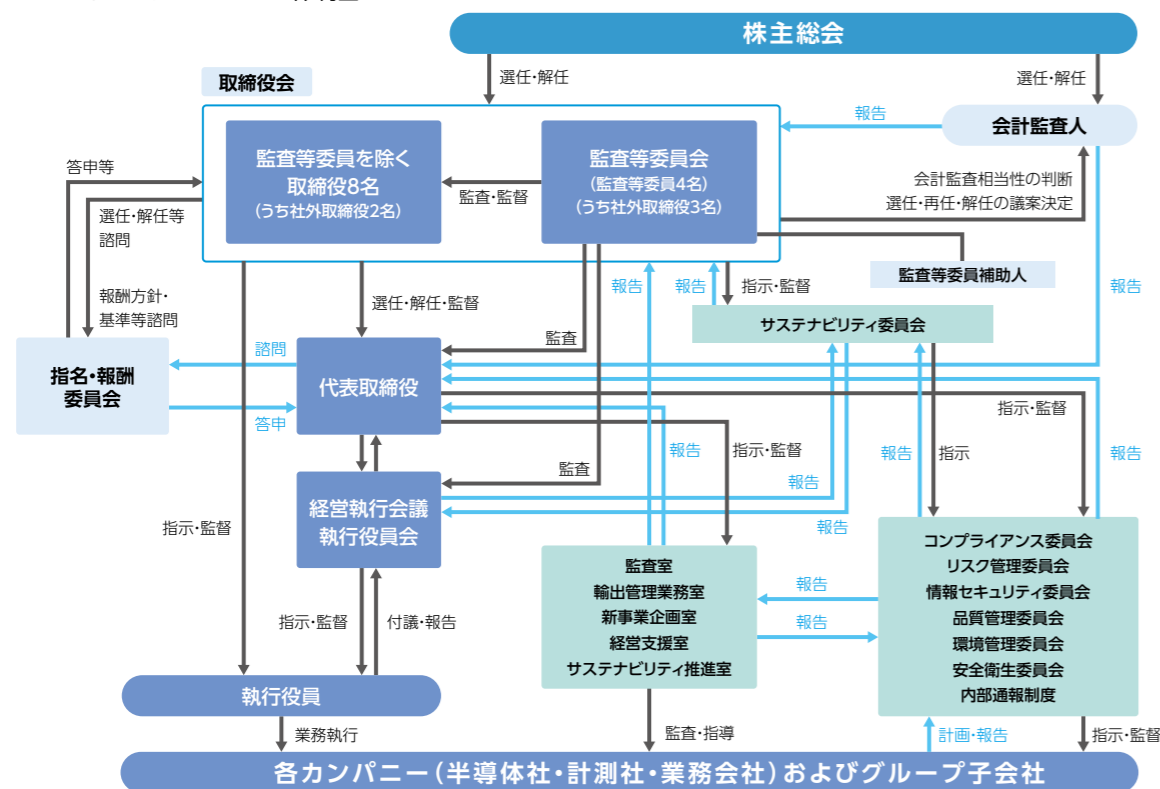 株主総会
選任・解任
選任・解任
取締役会
報告
会計監査人
監査等委員を除く
取締役8名
(うち社外取締役2名)
監査・監督
監査等委員会
(監査等委員4名)
(うち社外取締役3名)
会計監査相当性の判断
選任・再任・解任の議案決定
答申等
選任・解任等
諮問
報酬方針・
基準等諮問
監査等委員補助人
選任・解任・監督
報告
報告
指示・監督
報告
サステナビリティ委員会
監査
指名・報酬
委員会
諮問
答申
代表取締役
指示・監督
報告
指示・監督
報告
指示
報告
監査
報告
報告
経営執行会議
執行役員会
指示・監督
監査室
輸出管理業務室
新事業企画室
経営支援室
サステナビリティ推進室
報告
報告
コンプライアンス委員会
リスク管理委員会
情報セキュリティ委員会
品質管理委員会
環境管理委員会
安全衛生委員会
内部通報制度
指示・監督
付議・報告
執行役員
業務執行
監査・指導
計画・報告
指示・監督
各カンパニー(半導体社・計測社・業務会社)およびグループ子会社